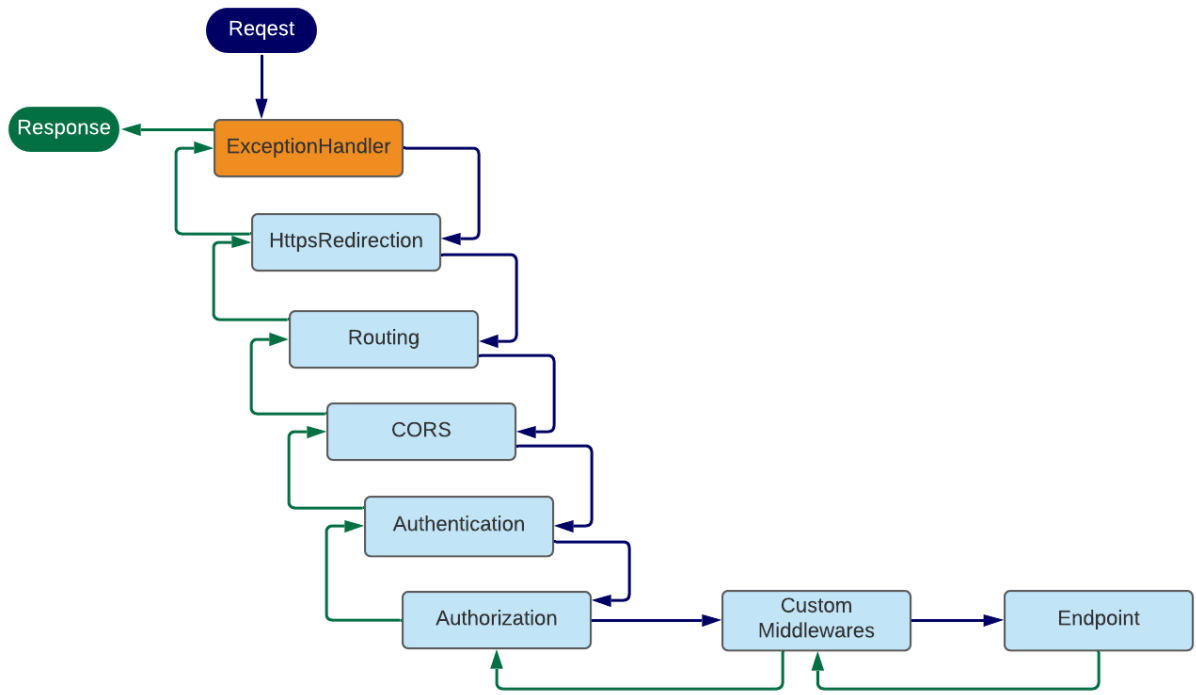 Reqest
Response
ExceptionHandler
HttpsRedirection
Routing
CORS
Authentication
Authorization
Custom
Middlewares
Endpoint